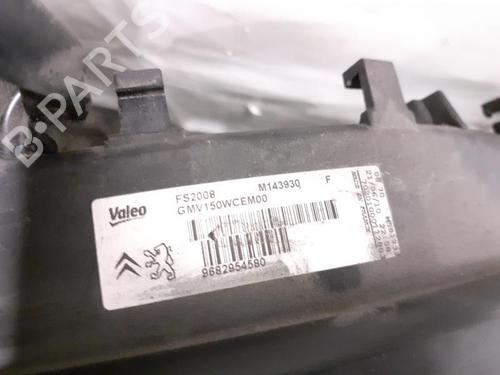 B-PARTS
Valeo
FS2008 M143930 F
GMV150WCEM00
9682954580